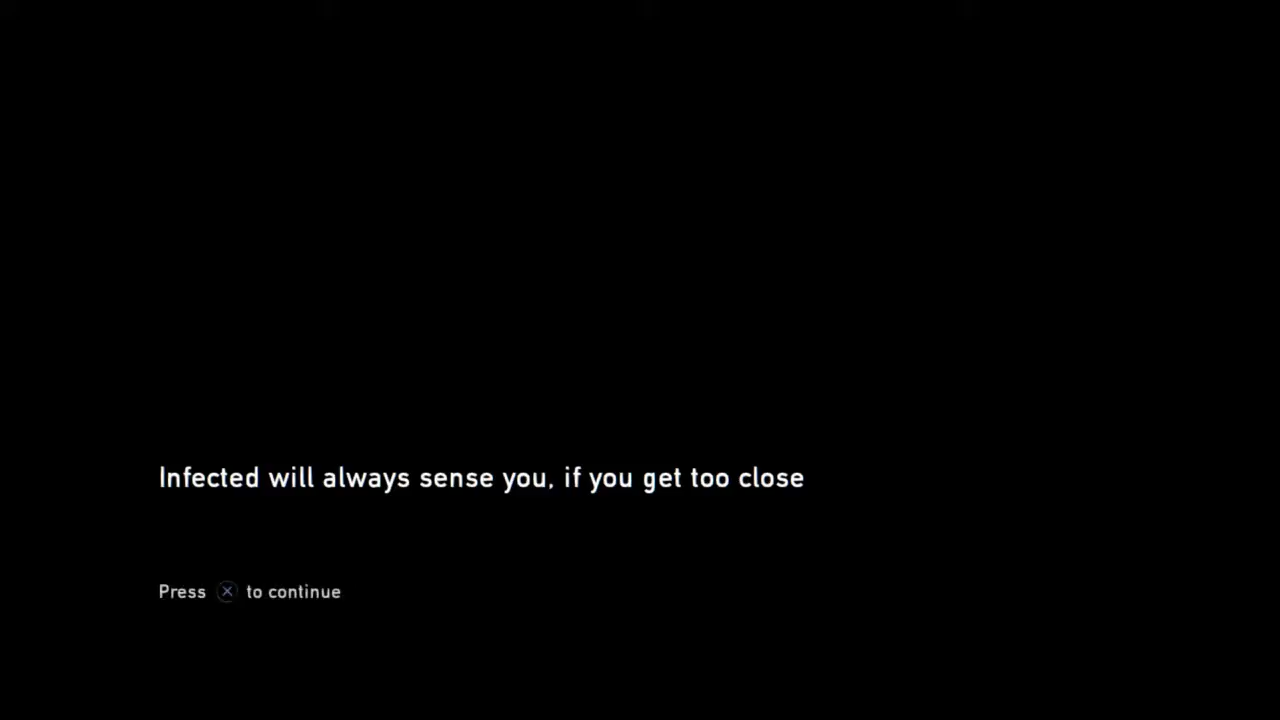 Infected will always sense you, if you get too close
Press ⓧ to continue